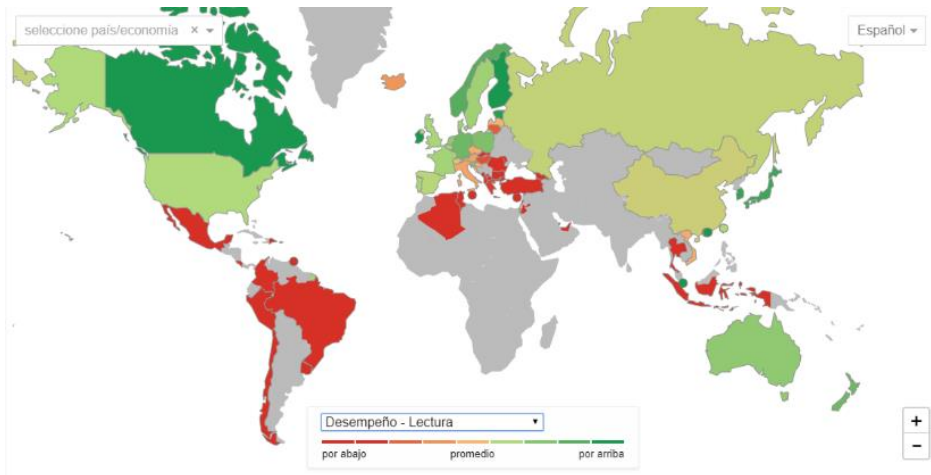 seleccione país/economía × 
Español
Desempeño - Lectura
por abajo promedio por arriba
+
−